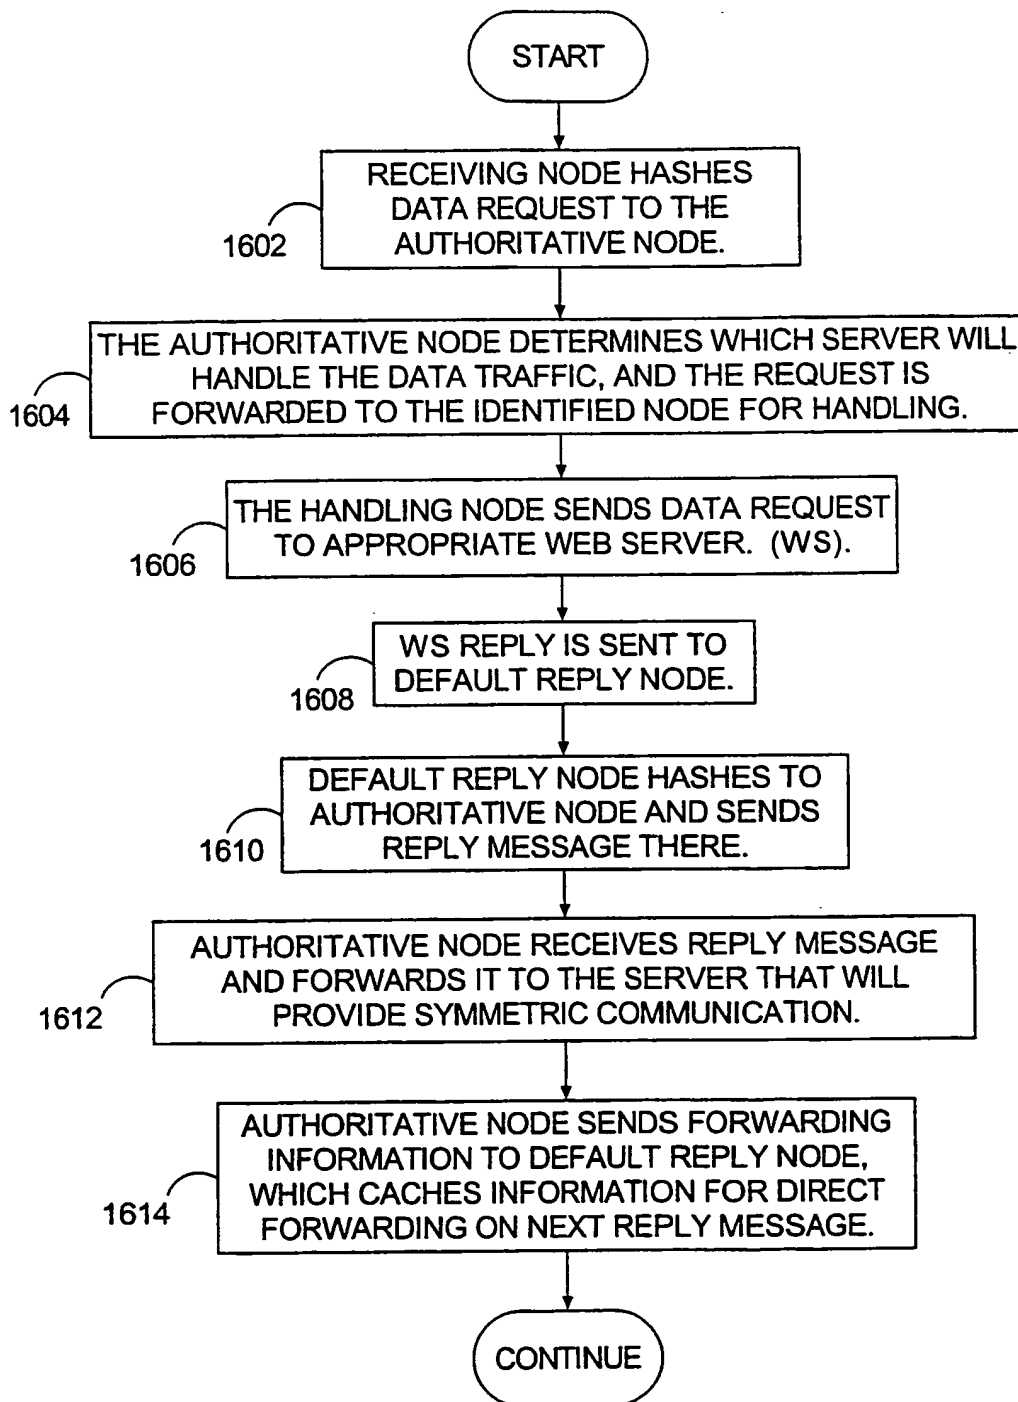 START
RECEIVING NODE HASHES
DATA REQUEST TO THE
AUTHORITATIVE NODE.
1602
THE AUTHORITATIVE NODE DETERMINES WHICH SERVER WILL
HANDLE THE DATA TRAFFIC, AND THE REQUEST IS
FORWARDED TO THE IDENTIFIED NODE FOR HANDLING.
1604
THE HANDLING NODE SENDS DATA REQUEST
TO APPROPRIATE WEB SERVER. (WS).
1606
WS REPLY IS SENT TO
DEFAULT REPLY NODE.
1608
DEFAULT REPLY NODE HASHES TO
AUTHORITATIVE NODE AND SENDS
REPLY MESSAGE THERE.
1610
AUTHORITATIVE NODE RECEIVES REPLY MESSAGE
AND FORWARDS IT TO THE SERVER THAT WILL
PROVIDE SYMMETRIC COMMUNICATION.
1612
AUTHORITATIVE NODE SENDS FORWARDING
INFORMATION TO DEFAULT REPLY NODE,
WHICH CACHES INFORMATION FOR DIRECT
FORWARDING ON NEXT REPLY MESSAGE.
1614
CONTINUE